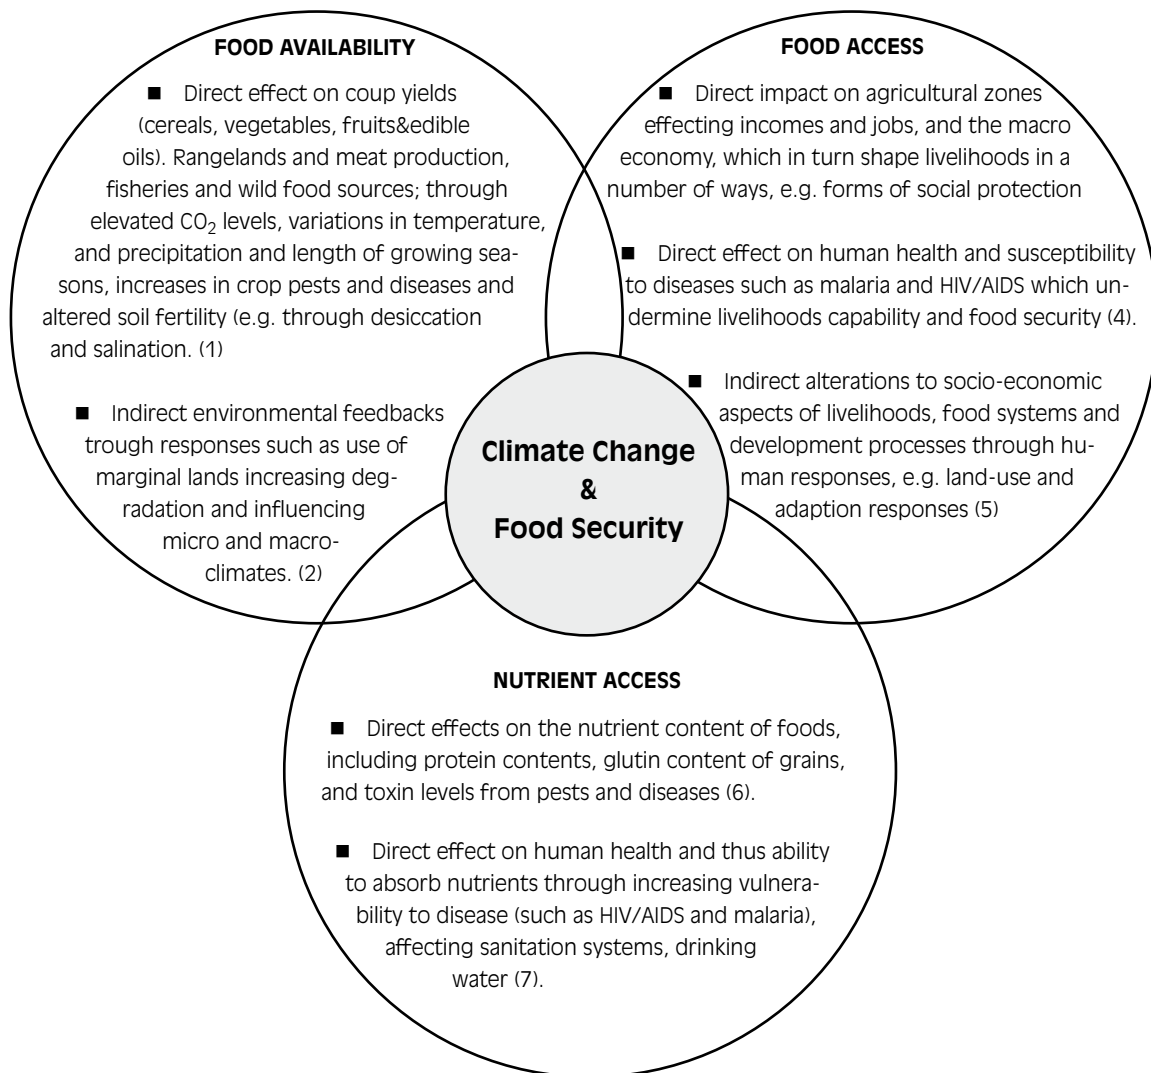 FOOD AVAILABILITY
■ Direct effect on coup yields
(cereals, vegetables, fruits&edible
oils). Rangelands and meat production,
fisheries and wild food sources; through
elevated CO₂ levels, variations in temperature,
and precipitation and length of growing sea-
sons, increases in crop pests and diseases and
altered soil fertility (e.g. through desiccation
and salination. (1)
■ Indirect environmental feedbacks
trough responses such as use of
marginal lands increasing deg-
radation and influencing
micro and macro-
climates. (2)
FOOD ACCESS
■ Direct impact on agricultural zones
effecting incomes and jobs, and the macro
economy, which in turn shape livelihoods in a
number of ways, e.g. forms of social protection
■ Direct effect on human health and susceptibility
to diseases such as malaria and HIV/AIDS which un-
dermine livelihoods capability and food security (4).
■ Indirect alterations to socio-economic
aspects of livelihoods, food systems and
development processes through hu-
man responses, e.g. land-use and
adaption responses (5)
Climate Change
&
Food Security
NUTRIENT ACCESS
■ Direct effects on the nutrient content of foods,
including protein contents, glutin content of grains,
and toxin levels from pests and diseases (6).
■ Direct effect on human health and thus ability
to absorb nutrients through increasing vulnera-
bility to disease (such as HIV/AIDS and malaria),
affecting sanitation systems, drinking
water (7).